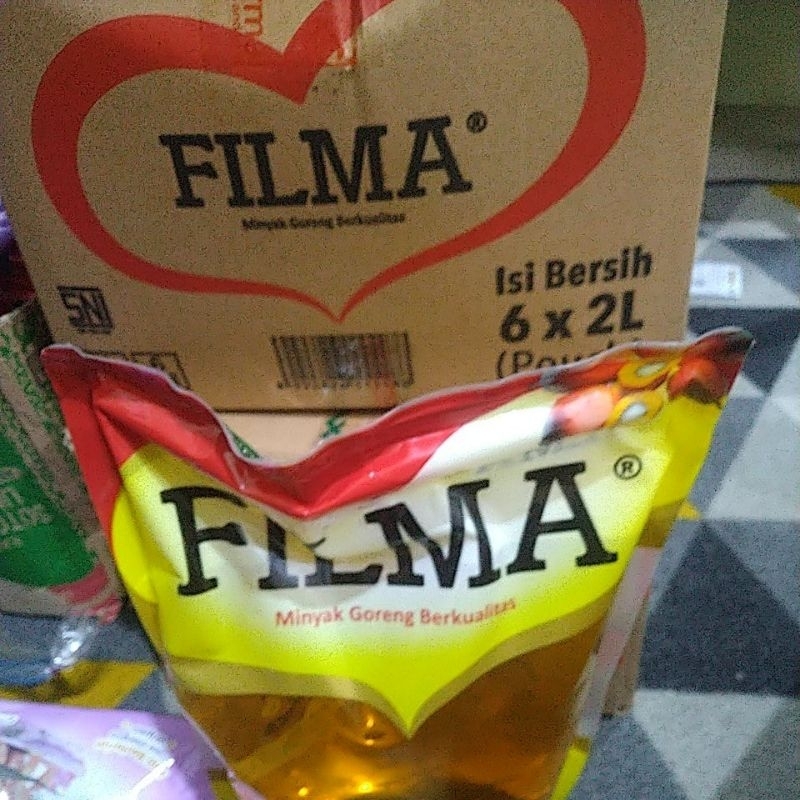 FILMA®
Minyak Goreng Berkualitas
SNI
Isi Bersih
6 x 2L
FILMA®
Minyak Goreng Berkualitas